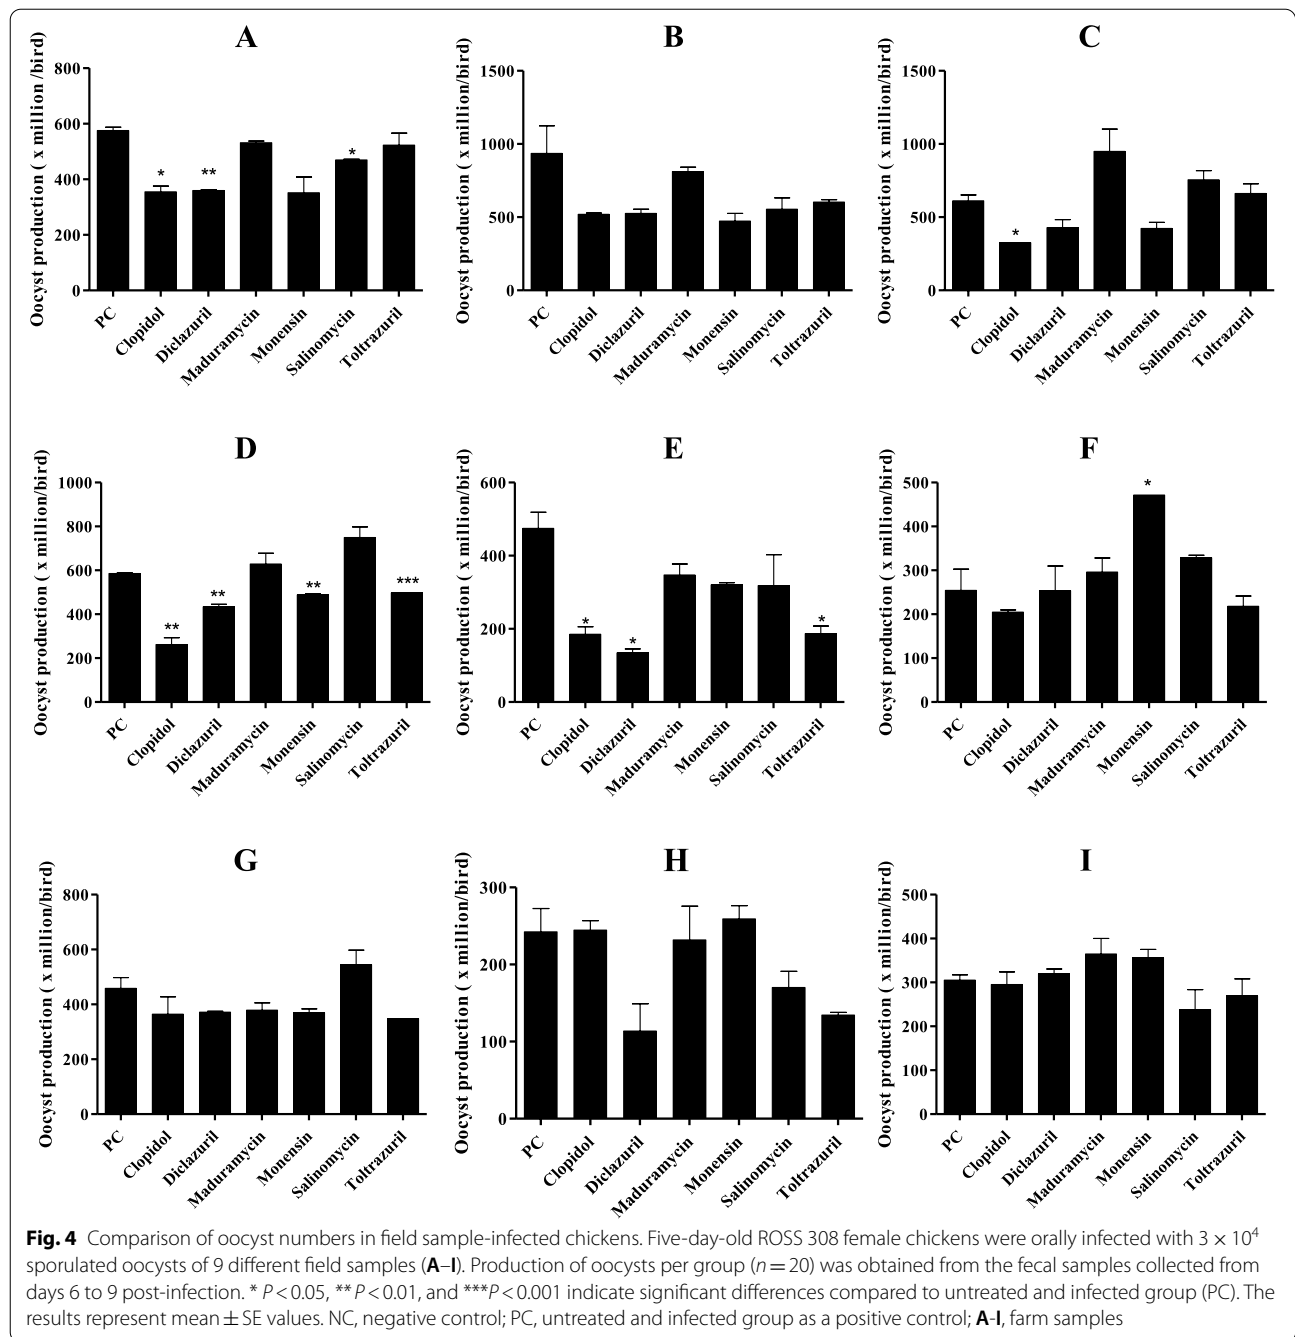 A
Oocyst production ( x million /bird)
800
600
400
200
0
*
**
*
PC
Clopidol
Diclazuril
Maduramycin
Monensin
Salinomycin
Toltrazuril
B
Oocyst production ( x million/bird)
1500
1000
500
0
PC
Clopidol
Diclazuril
Maduramycin
Monensin
Salinomycin
Toltrazuril
C
Oocyst production ( x million/bird)
1500
1000
500
0
*
PC
Clopidol
Diclazuril
Maduramycin
Monensin
Salinomycin
Toltrazuril
D
Oocyst production ( x million/bird)
1000
800
600
400
200
0
**
**
**
***
PC
Clopidol
Diclazuril
Maduramycin
Monensin
Salinomycin
Toltrazuril
E
Oocyst production ( x million/bird)
600
400
200
0
*
*
*
PC
Clopidol
Diclazuril
Maduramycin
Monensin
Salinomycin
Toltrazuril
F
Oocyst production ( x million/bird)
500
400
300
200
100
0
*
PC
Clopidol
Diclazuril
Maduramycin
Monensin
Salinomycin
Toltrazuril
G
Oocyst production ( x million/bird)
800
600
400
200
0
PC
Clopidol
Diclazuril
Maduramycin
Monensin
Salinomycin
Toltrazuril
H
Oocyst production ( x million/bird)
300
200
100
0
PC
Clopidol
Diclazuril
Maduramycin
Monensin
Salinomycin
Toltrazuril
I
Oocyst production ( x million/bird)
500
400
300
200
100
0
PC
Clopidol
Diclazuril
Maduramycin
Monensin
Salinomycin
Toltrazuril
Fig. 4 Comparison of oocyst numbers in field sample-infected chickens. Five-day-old ROSS 308 female chickens were orally infected with 3 × 10⁴
sporulated oocysts of 9 different field samples (A–I). Production of oocysts per group (n = 20) was obtained from the fecal samples collected from
days 6 to 9 post-infection. * P < 0.05, ** P < 0.01, and ***P < 0.001 indicate significant differences compared to untreated and infected group (PC). The
results represent mean ± SE values. NC, negative control; PC, untreated and infected group as a positive control; A-I, farm samples